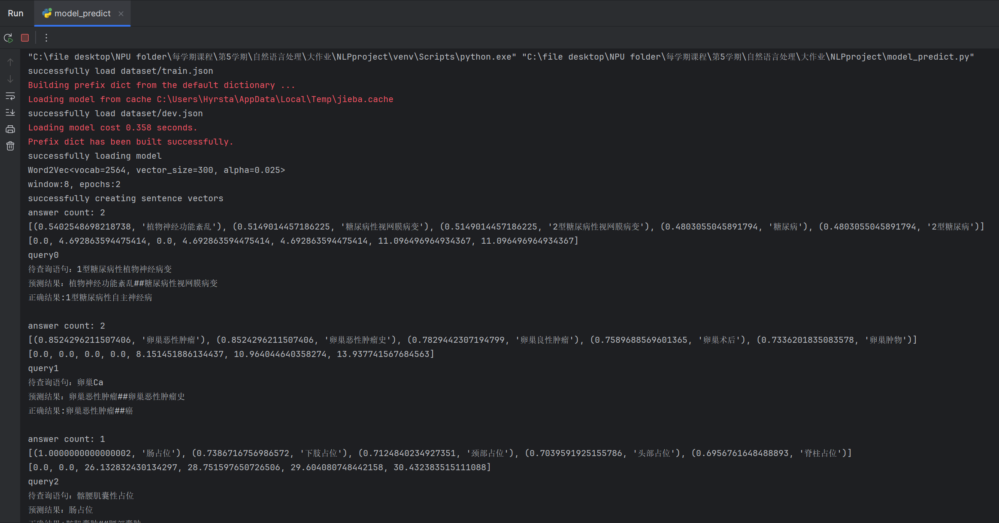 Run model_predict
"C:\file desktop\NPU folder\每学期课程\第5学期\自然语言处理\大作业\NLPproject\venv\Scripts\python.exe" "C:\file desktop\NPU folder\每学期课程\第5学期\自然语言处理\大作业\NLPproject\model_predict.py"
successfully load dataset/train.json
Building prefix dict from the default dictionary ...
Loading model from cache C:\Users\Hyrsta\AppData\Local\Temp\jieba.cache
successfully load dataset/dev.json
Loading model cost 0.358 seconds.
Prefix dict has been built successfully.
successfully loading model
Word2Vec<vocab=2564, vector_size=300, alpha=0.025>
window:8, epochs:2
successfully creating sentence vectors
answer count: 2
[(0.5402548698218738, '植物神经功能紊乱'), (0.5149014457186225, '糖尿病性视网膜病变'), (0.5149014457186225, '2型糖尿病性视网膜病变'), (0.4803055045891794, '糖尿病'), (0.4803055045891794, '2型糖尿病')]
[0.0, 4.692863594475414, 0.0, 4.692863594475414, 4.692863594475414, 11.096496964934367, 11.096496964934367]
query0
待查询语句：1型糖尿病性植物神经病变
预测结果：植物神经功能紊乱##糖尿病性视网膜病变
正确结果:1型糖尿病性自主神经病
answer count: 2
[(0.8524296211507406, '卵巢恶性肿瘤'), (0.8524296211507406, '卵巢恶性肿瘤史'), (0.7829442307194799, '卵巢良性肿瘤'), (0.7589688569601365, '卵巢术后'), (0.7336201835083578, '卵巢肿物')]
[0.0, 0.0, 0.0, 0.0, 8.151451886134437, 10.964044640358274, 13.937741567684563]
query1
待查询语句：卵巢Ca
预测结果：卵巢恶性肿瘤##卵巢恶性肿瘤史
正确结果:卵巢恶性肿瘤##癌
answer count: 1
[(1.0000000000000002, '肠占位'), (0.7386716756986572, '下肢占位'), (0.7124840234927351, '颈部占位'), (0.7039591925155786, '头部占位'), (0.6956761648488893, '脊柱占位')]
[0.0, 0.0, 26.132832430134297, 28.751597650726506, 29.604080748442158, 30.432383515111088]
query2
待查询语句：髂腰肌囊性占位
预测结果：肠占位